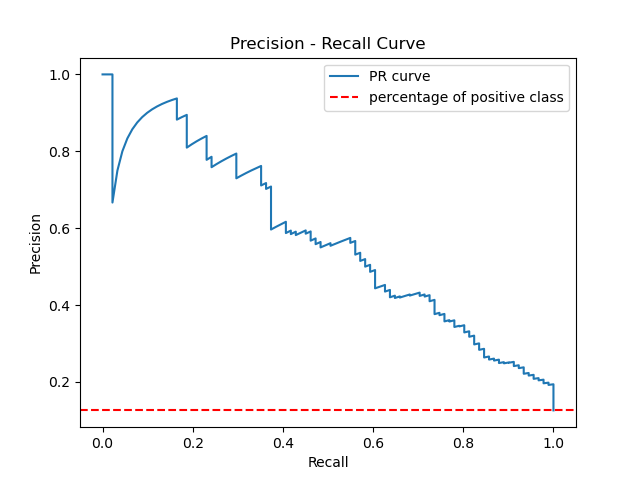 Precision - Recall Curve
PR curve
percentage of positive class
1.0
0.8
0.6
0.4
0.2
Precision
0.0 0.2 0.4 0.6 0.8 1.0
Recall